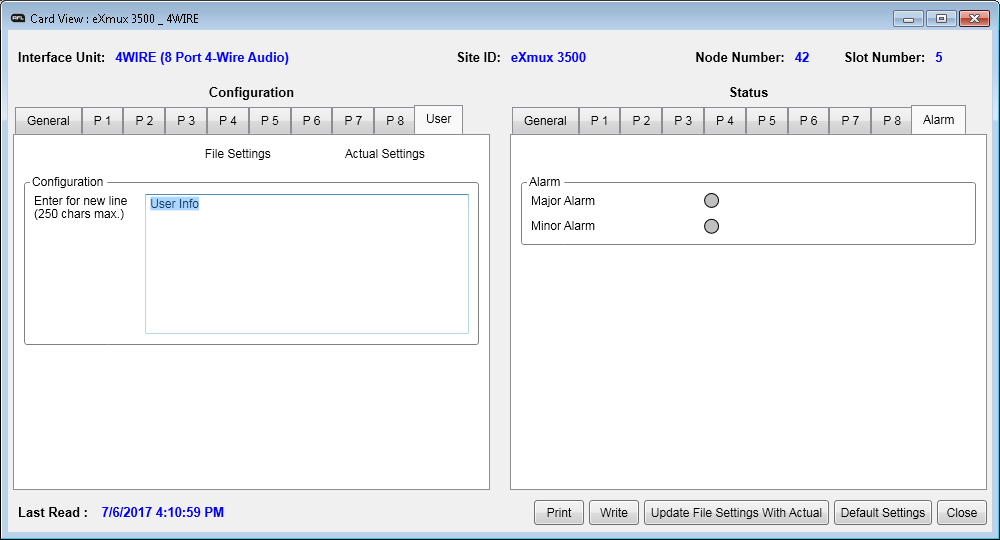 AFL Card View : eXmux 3500 _ 4WIRE
Interface Unit: 4WIRE (8 Port 4-Wire Audio) Site ID: eXmux 3500 Node Number: 42 Slot Number: 5
Configuration Status
General P 1 P 2 P 3 P 4 P 5 P 6 P 7 P 8 User General P 1 P 2 P 3 P 4 P 5 P 6 P 7 P 8 Alarm
File Settings Actual Settings
Configuration
Enter for new line
(250 chars max.)
User Info
Alarm
Major Alarm
Minor Alarm
Last Read : 7/6/2017 4:10:59 PM Print Write Update File Settings With Actual Default Settings Close